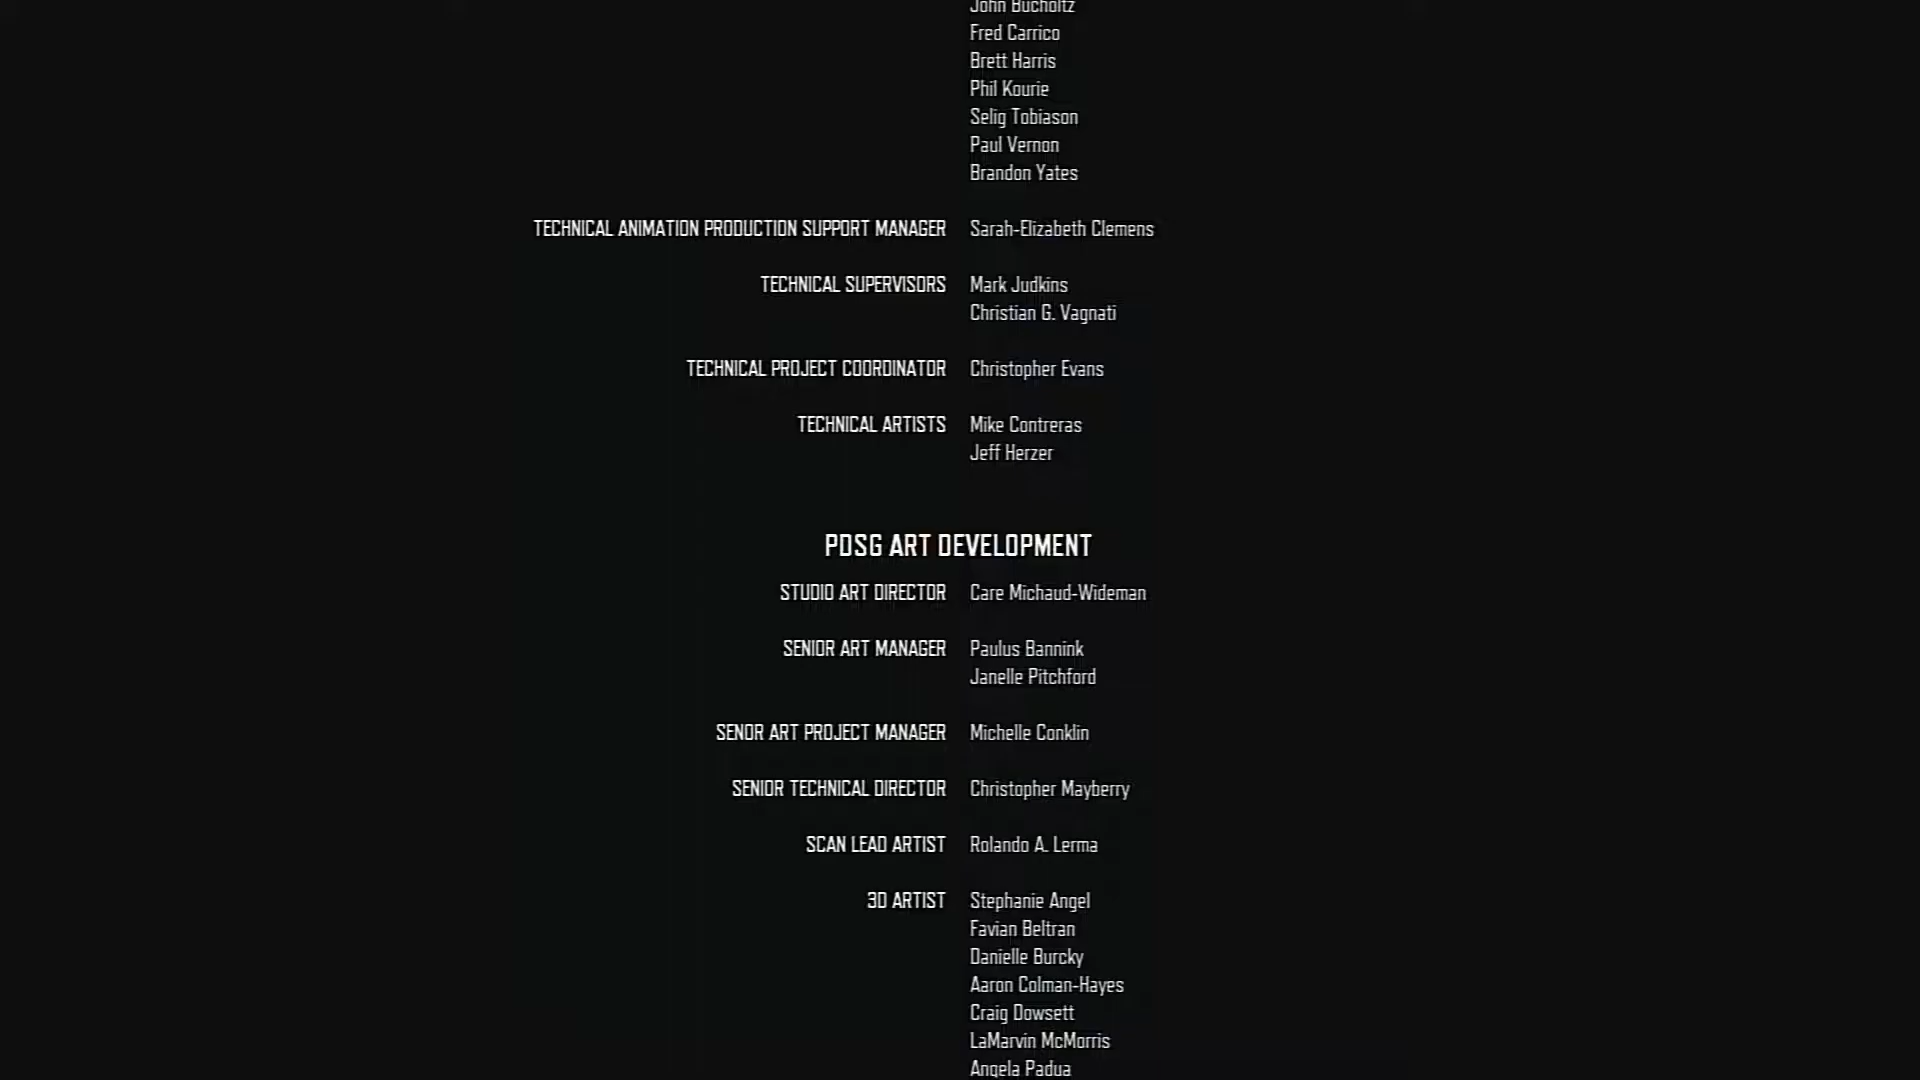 John Bucholtz
Fred Carrico
Brett Harris
Phil Kourie
Selig Tobiason
Paul Vernon
Brandon Yates
TECHNICAL ANIMATION PRODUCTION SUPPORT MANAGER Sarah-Elizabeth Clemens
TECHNICAL SUPERVISORS Mark Judkins
Christian G. Vagnati
TECHNICAL PROJECT COORDINATOR Christopher Evans
TECHNICAL ARTISTS Mike Contreras
Jeff Herzer
PDSG ART DEVELOPMENT
STUDIO ART DIRECTOR Care Michaud-Wideman
SENIOR ART MANAGER Paulus Bannink
Janelle Pitchford
SENOR ART PROJECT MANAGER Michelle Conklin
SENIOR TECHNICAL DIRECTOR Christopher Mayberry
SCAN LEAD ARTIST Rolando A. Lerma
3D ARTIST Stephanie Angel
Favian Beltran
Danielle Burcky
Aaron Colman-Hayes
Craig Dowsett
LaMarvin McMorris
Angela Padua